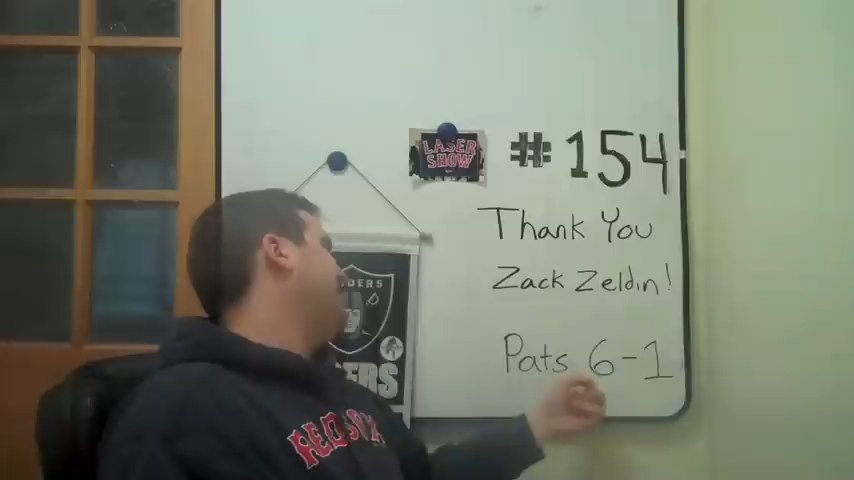 LASER
SHOW
#154
Thank You
Zack Zeldin!
Pats 6-1
RED SOX